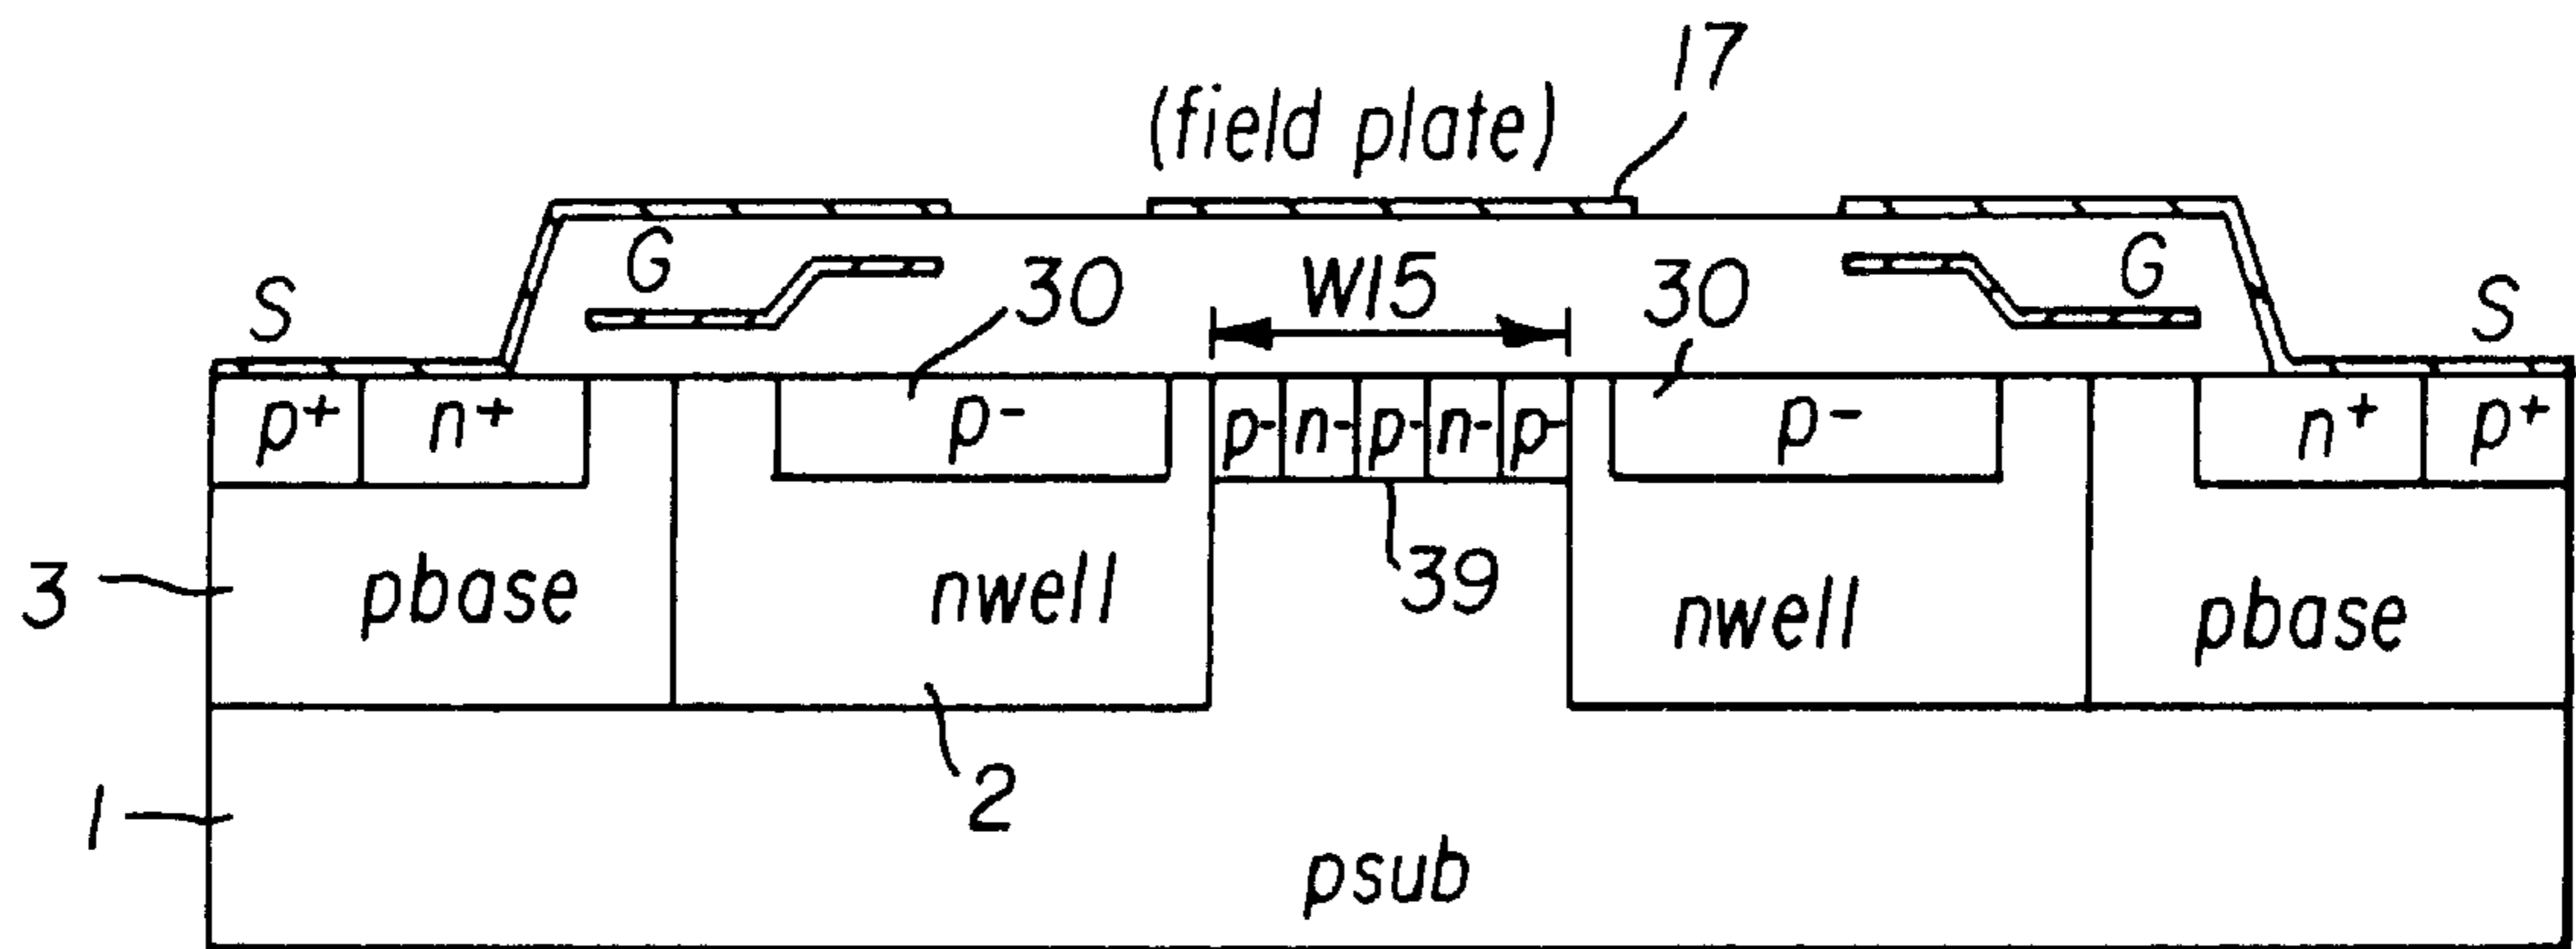 17
(field plate)
G
G
S
30
W15
30
S
p+
n+
p-
p-
n-
p-
n-
p-
p-
n+
p+
39
3
pbase
nwell
nwell
pbase
2
1
psub